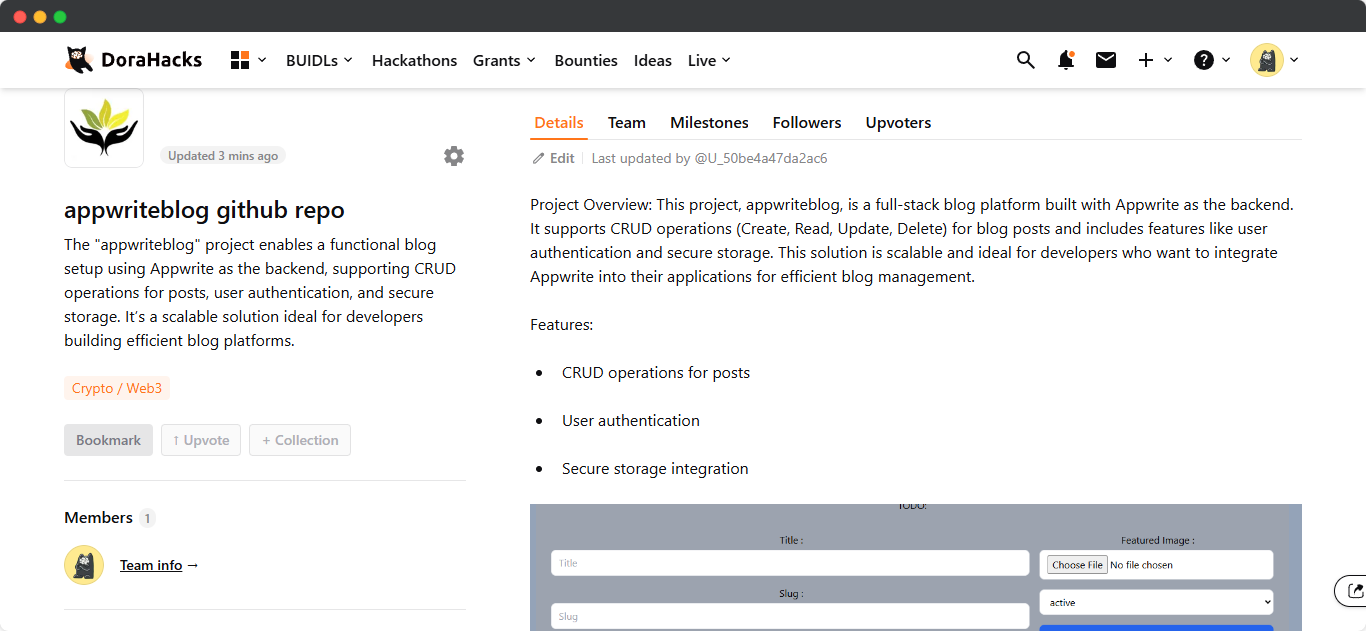 DoraHacks
BUIDLs
Hackathons
Grants
Bounties
Ideas
Live
Updated 3 mins ago
appwriteblog github repo
The "appwriteblog" project enables a functional blog
setup using Appwrite as the backend, supporting CRUD
operations for posts, user authentication, and secure
storage. It’s a scalable solution ideal for developers
building efficient blog platforms.
Crypto / Web3
Bookmark
↑ Upvote
+ Collection
Members 1
Team info →
Details
Team
Milestones
Followers
Upvoters
Edit
Last updated by @U_50be4a47da2ac6
Project Overview: This project, appwriteblog, is a full-stack blog platform built with Appwrite as the backend.
It supports CRUD operations (Create, Read, Update, Delete) for blog posts and includes features like user
authentication and secure storage. This solution is scalable and ideal for developers who want to integrate
Appwrite into their applications for efficient blog management.
Features:
• CRUD operations for posts
• User authentication
• Secure storage integration
TODO:
Title :
Title
Slug :
Slug
Featured Image :
Choose File No file chosen
active